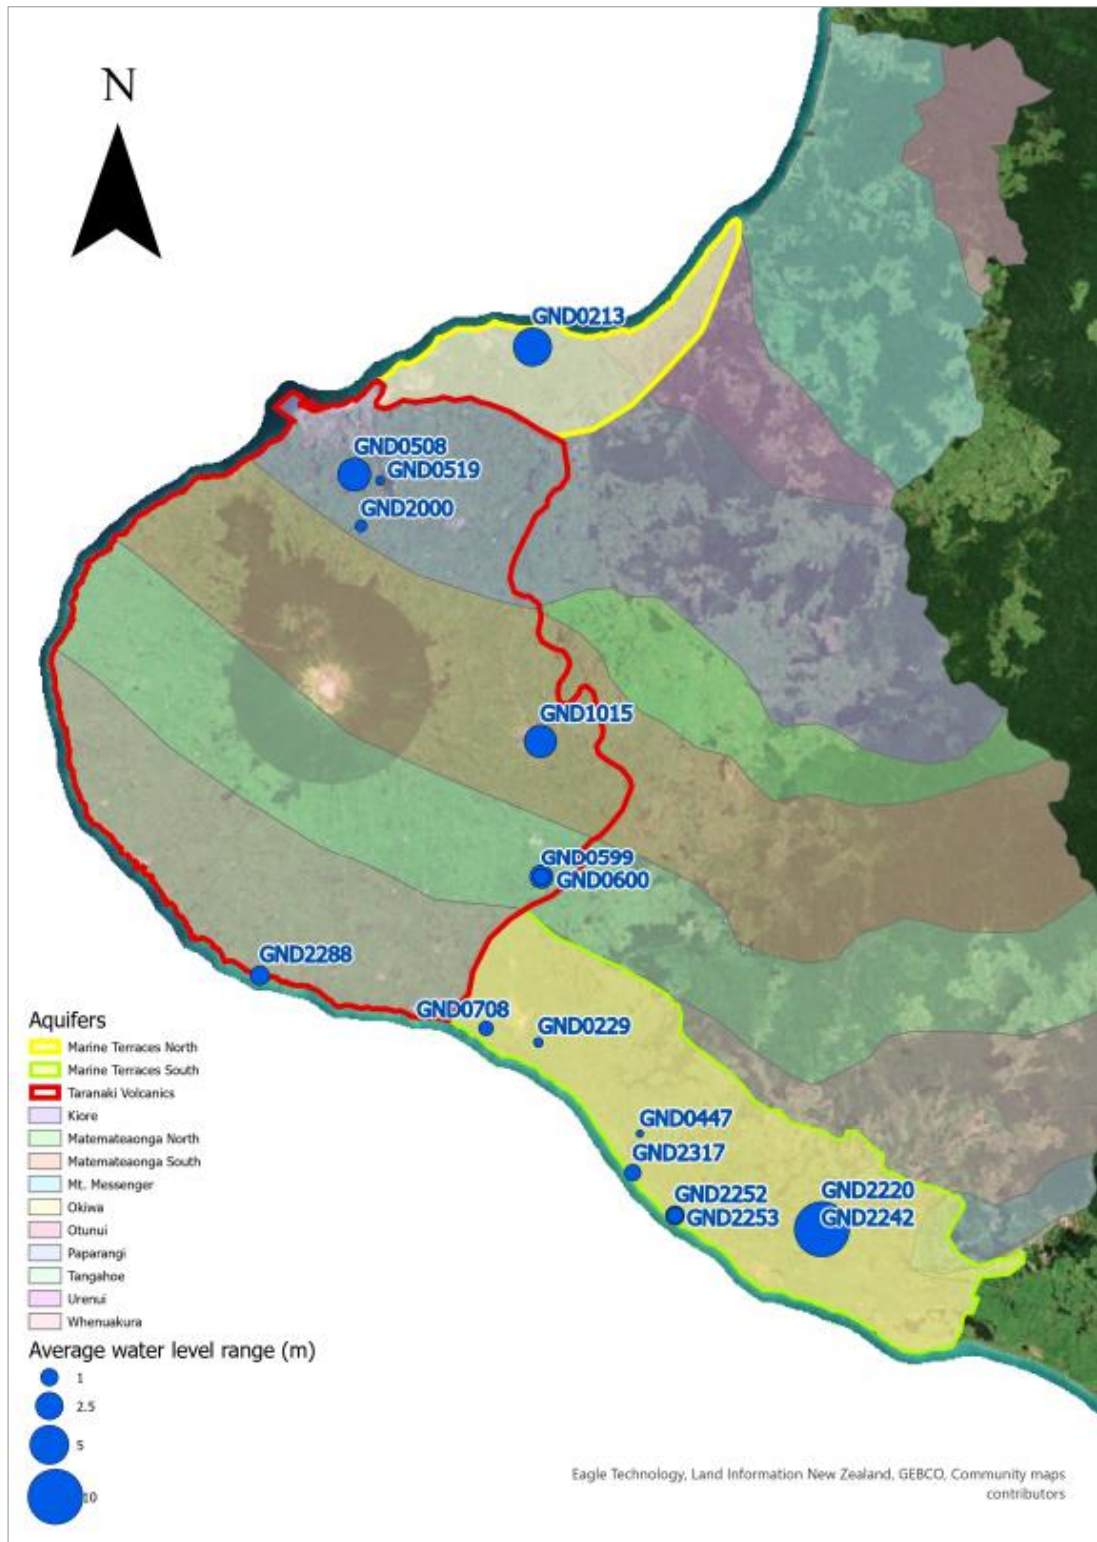 N
GND0213
GND0508
GND0519
GND2000
GND1015
GND0599
GND0600
GND2288
GND0708
GND0229
GND0447
GND2317
GND2252
GND2253
GND2220
GND2242
Aquifers
Marine Terraces North
Marine Terraces South
Taranaki Volcanics
Kiore
Matemateaonga North
Matemateaonga South
Mt. Messenger
Okiwa
Otunui
Paparangi
Tangahoe
Urenui
Whenuakura
Average water level range (m)
1
2.5
5
10
Eagle Technology, Land Information New Zealand, GEBCO, Community maps
contributors